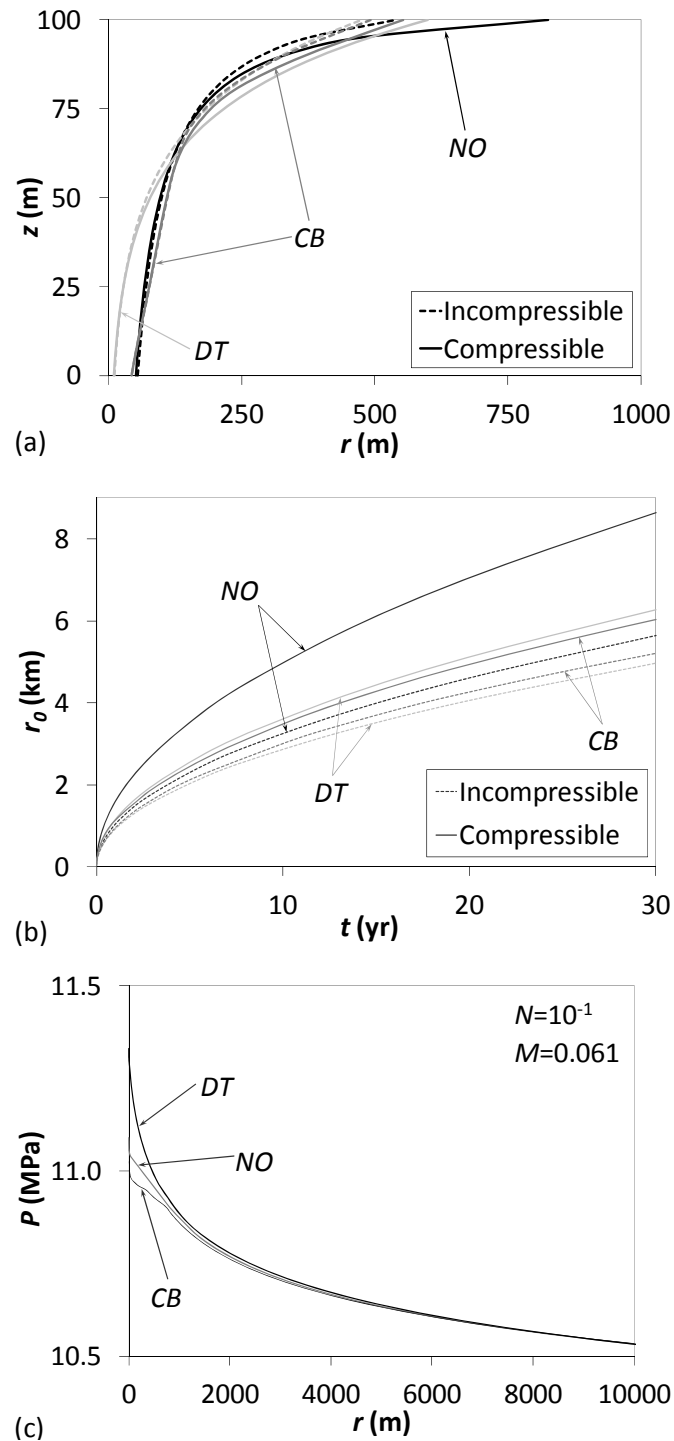 100
75
50
25
0
z (m)
NO
CB
DT
Incompressible
Compressible
0
250
500
750
1000
r (m)
(a)
8
6
4
2
0
r0 (km)
NO
CB
DT
Incompressible
Compressible
0
10
20
30
t (yr)
(b)
11.5
11.0
10.5
P (MPa)
N=10-1
M=0.061
DT
NO
CB
0
2000
4000
6000
8000
10000
r (m)
(c)